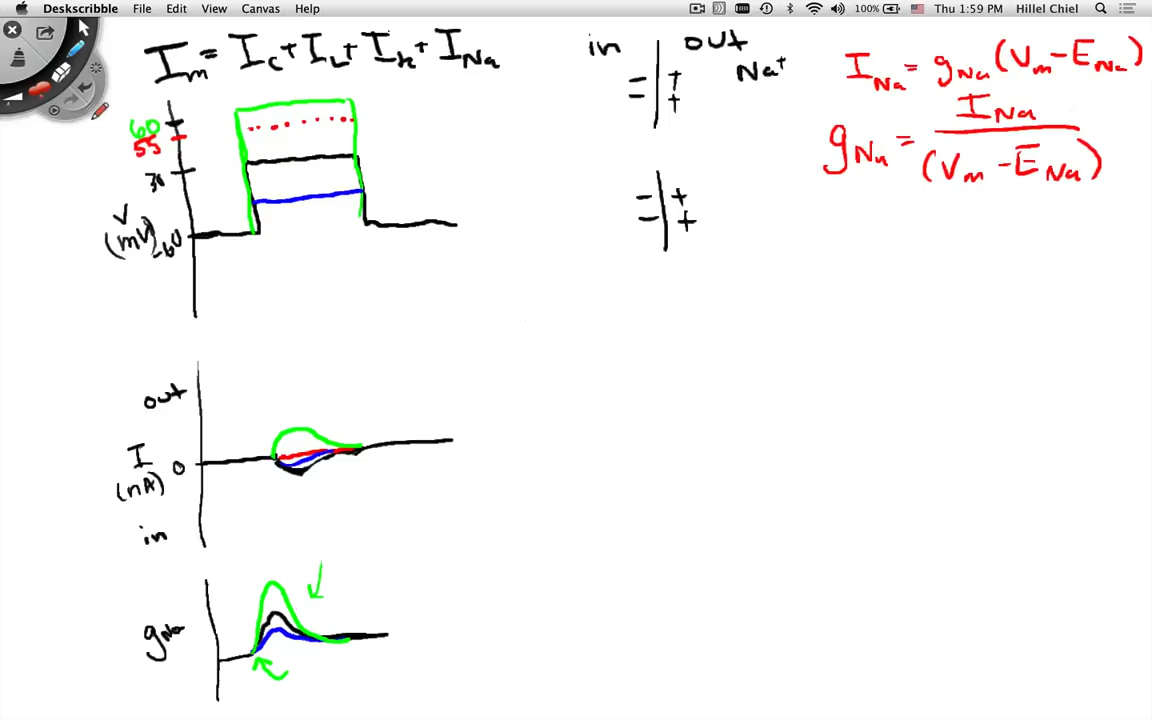 Deskscribble File Edit View Canvas Help 100% Thu 1:59 PM Hillel Chiel
Im = Ic + IL + Ik + INa
in out
Na+
= | +
+
- | +
= | +
INa = gNa (Vm - ENa)
gNa = INa / (Vm - ENa)
60
55
30
V
(mV)
-60
out
I 0
(nA)
in
gNa